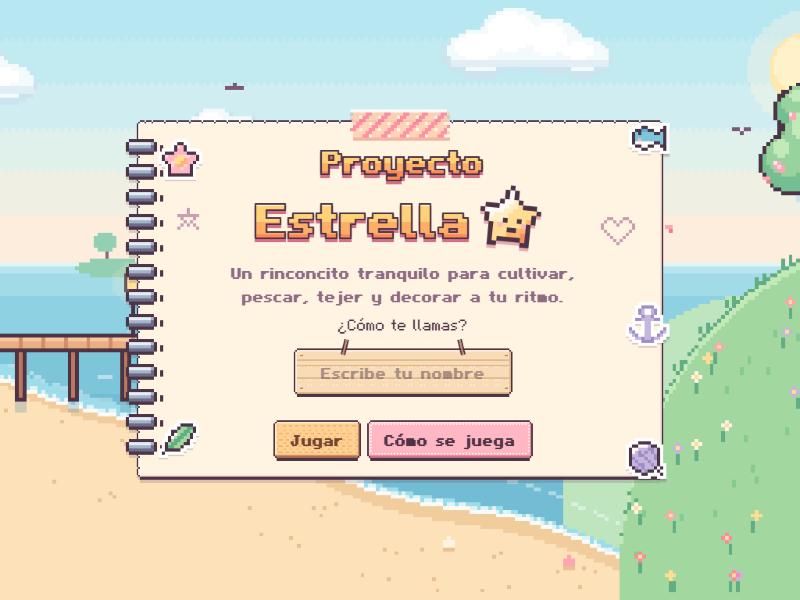 Proyecto
Estrella
Un rinconcito tranquilo para cultivar,
pescar, tejer y decorar a tu ritmo.
¿Cómo te llamas?
Escribe tu nombre
Jugar
Cómo se juega